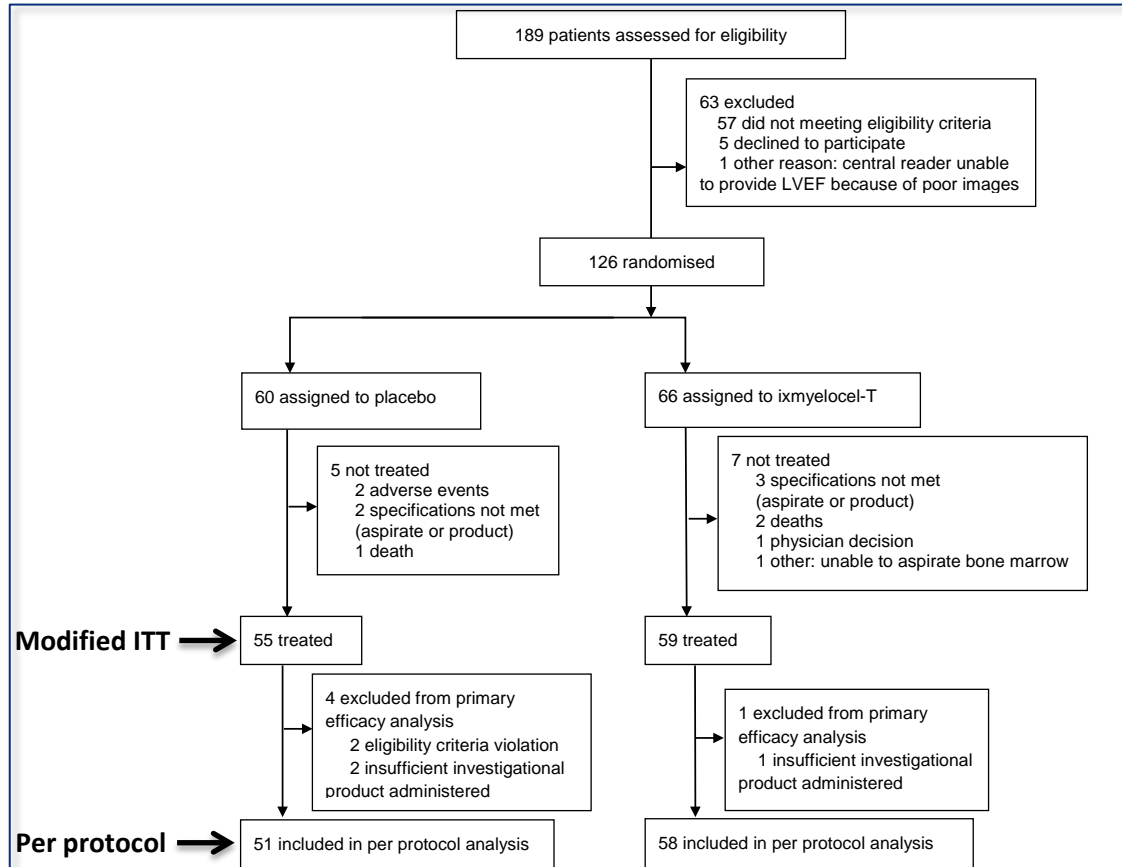 189 patients assessed for eligibility
63 excluded
57 did not meeting eligibility criteria
5 declined to participate
1 other reason: central reader unable
to provide LVEF because of poor images
126 randomised
60 assigned to placebo
66 assigned to ixmyelocel-T
5 not treated
2 adverse events
2 specifications not met
(aspirate or product)
1 death
7 not treated
3 specifications not met
(aspirate or product)
2 deaths
1 physician decision
1 other: unable to aspirate bone marrow
Modified ITT
55 treated
59 treated
4 excluded from primary
efficacy analysis
2 eligibility criteria violation
2 insufficient investigational
product administered
1 excluded from primary
efficacy analysis
1 insufficient investigational
product administered
Per protocol
51 included in per protocol analysis
58 included in per protocol analysis